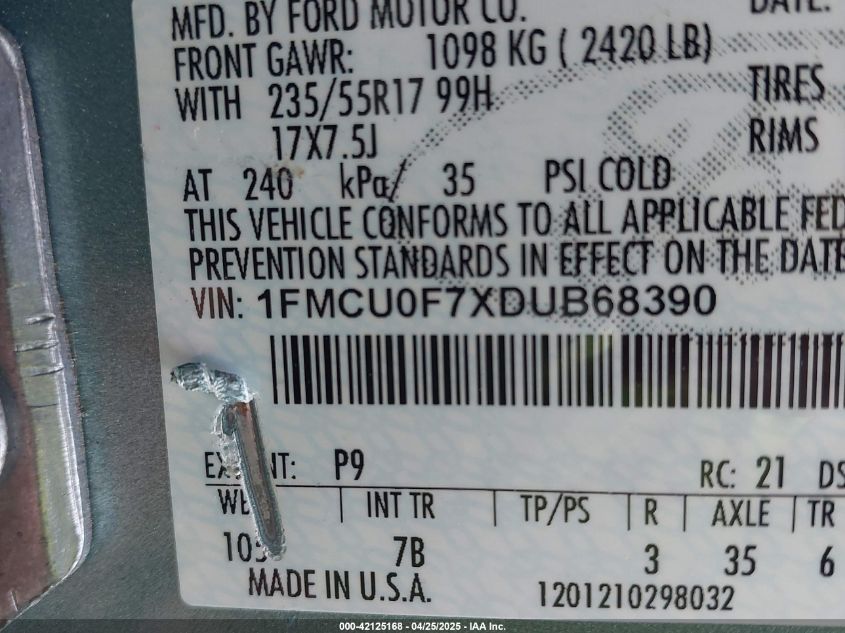 MFD. BY FORD MOTOR CO.
DATE:
FRONT GAWR: 1098 KG ( 2420 LB)
WITH 235/55R17 99H TIRES
17X7.5J RIMS
AT 240 kPa/ 35 PSI COLD
THIS VEHICLE CONFORMS TO ALL APPLICABLE FED
PREVENTION STANDARDS IN EFFECT ON THE DATE
VIN: 1FMCU0F7XDUB68390
P9
RC: 21 DS
INT TR TP/PS R AXLE TR
7B 3 35 6
MADE IN U.S.A. 1201210298032
000-42125168 - 04/25/2025 - IAA Inc.